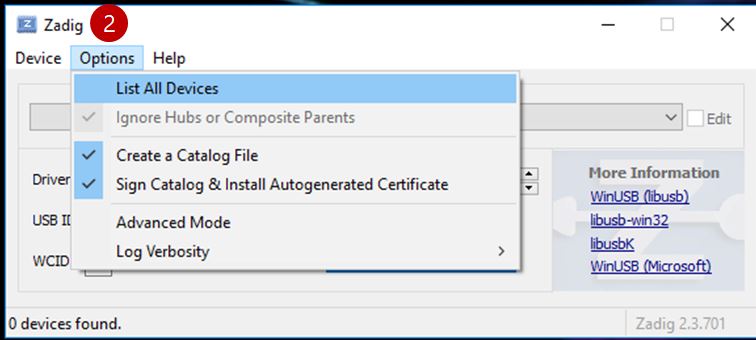 Zadig 2
Device Options Help
List All Devices
Ignore Hubs or Composite Parents
Edit
Create a Catalog File
Sign Catalog & Install Autogenerated Certificate
Advanced Mode
Log Verbosity
Driver
USB ID
WCID
More Information
WinUSB (libusb)
libusb-win32
libusbK
WinUSB (Microsoft)
0 devices found.
Zadig 2.3.701